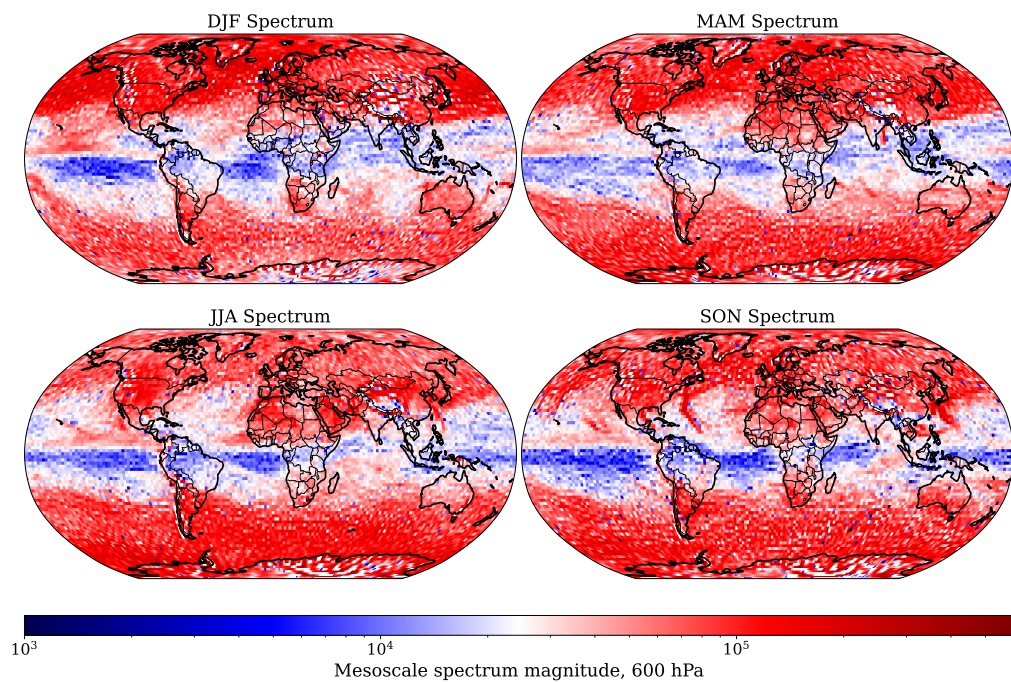 DJF Spectrum
MAM Spectrum
JJA Spectrum
SON Spectrum
10³
10⁴
10⁵
Mesoscale spectrum magnitude, 600 hPa